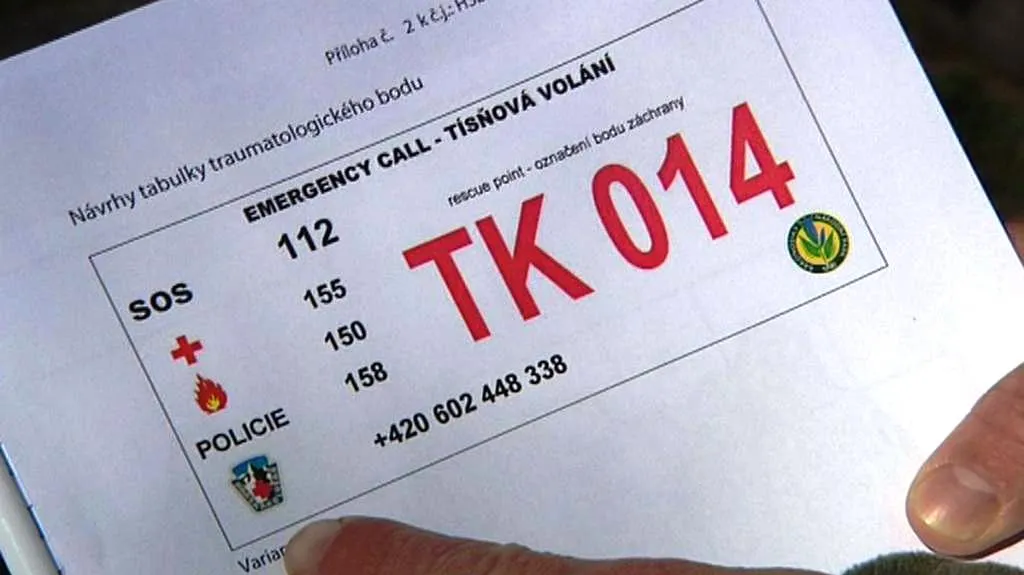 Příloha č. 2 k č.j.:
Návrhy tabulky traumatologického bodu
EMERGENCY CALL - TÍSŇOVÁ VOLÁNÍ
rescue point - označení bodu záchrany
SOS 112
TK 014
155
150
POLICIE 158
+420 602 448 338